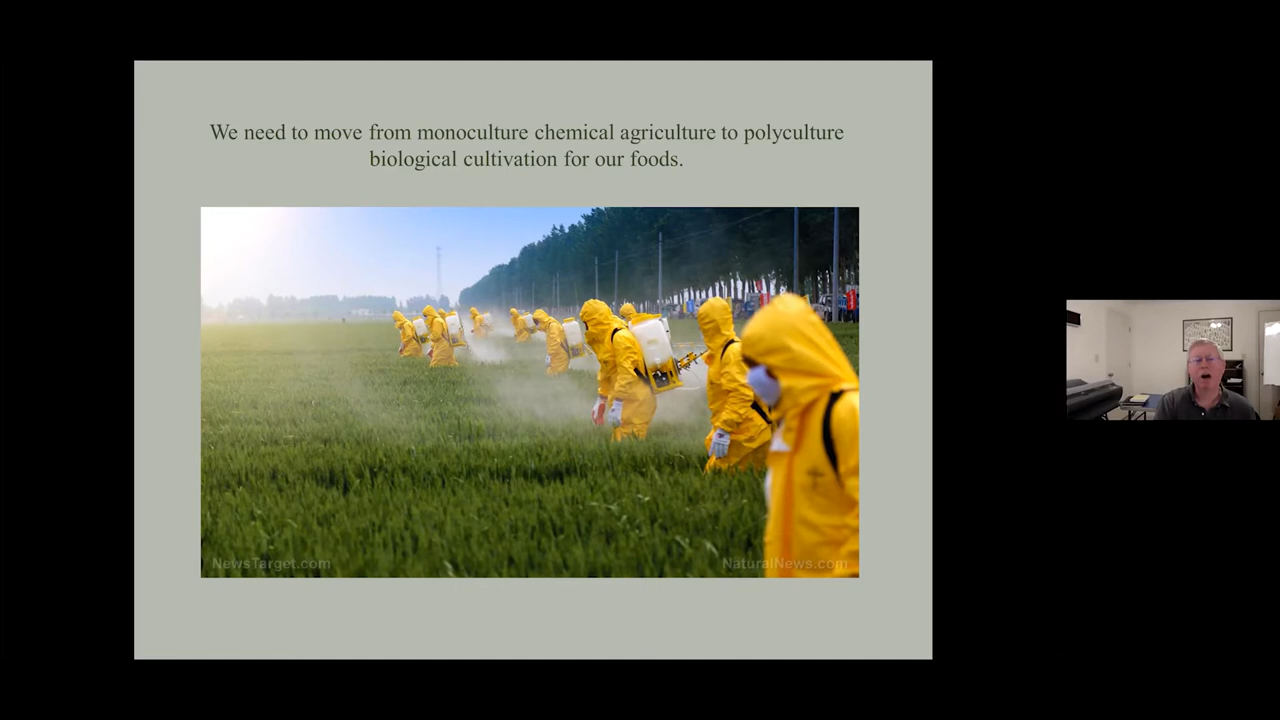 We need to move from monoculture chemical agriculture to polyculture
biological cultivation for our foods.
NewsTarget.com
NaturalNews.com